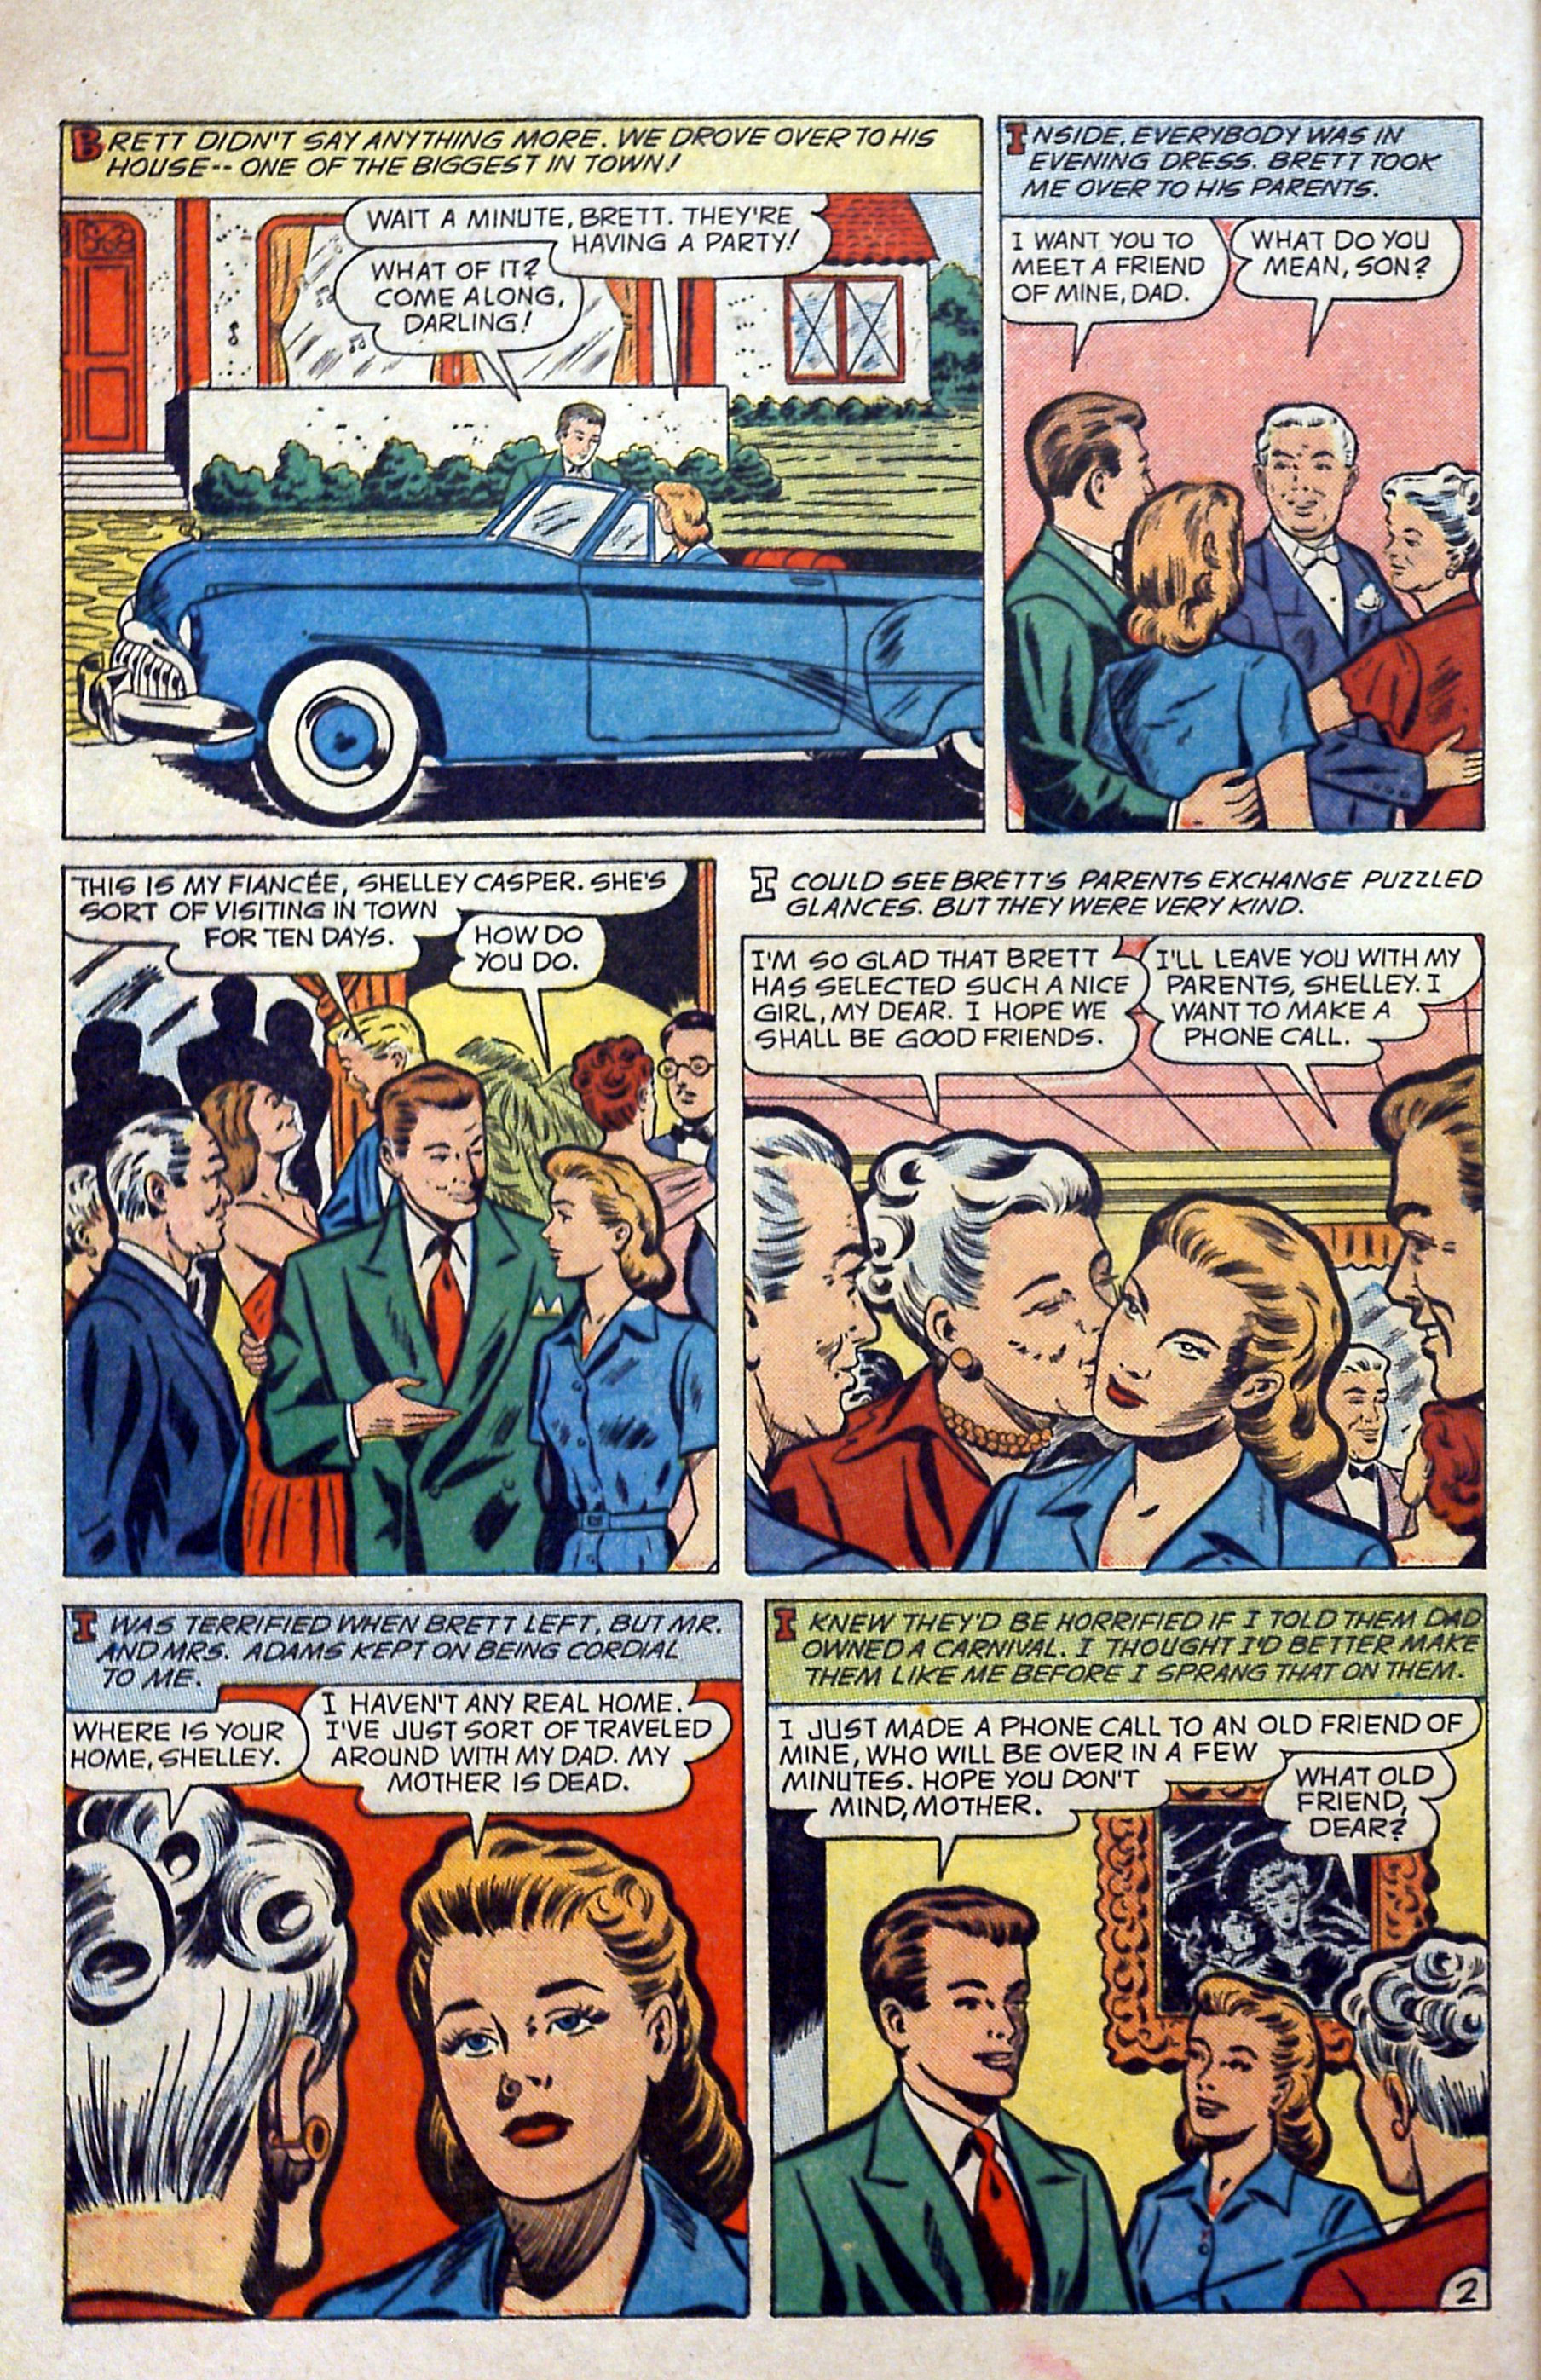 BRETT DIDN'T SAY ANYTHING MORE. WE DROVE OVER TO HIS
HOUSE-- ONE OF THE BIGGEST IN TOWN!
WAIT A MINUTE, BRETT. THEY'RE
HAVING A PARTY!
WHAT OF IT?
COME ALONG,
DARLING!
INSIDE, EVERYBODY WAS IN
EVENING DRESS. BRETT TOOK
ME OVER TO HIS PARENTS.
I WANT YOU TO
MEET A FRIEND
OF MINE, DAD.
WHAT DO YOU
MEAN, SON?
THIS IS MY FIANCÉE, SHELLEY CASPER. SHE'S
SORT OF VISITING IN TOWN
FOR TEN DAYS.
HOW DO
YOU DO.
I COULD SEE BRETT'S PARENTS EXCHANGE PUZZLED
GLANCES. BUT THEY WERE VERY KIND.
I'M SO GLAD THAT BRETT
HAS SELECTED SUCH A NICE
GIRL, MY DEAR. I HOPE WE
SHALL BE GOOD FRIENDS.
I'LL LEAVE YOU WITH MY
PARENTS, SHELLEY. I
WANT TO MAKE A
PHONE CALL.
I WAS TERRIFIED WHEN BRETT LEFT, BUT MR.
AND MRS. ADAMS KEPT ON BEING CORDIAL
TO ME.
WHERE IS YOUR
HOME, SHELLEY.
I HAVEN'T ANY REAL HOME.
I'VE JUST SORT OF TRAVELED
AROUND WITH MY DAD. MY
MOTHER IS DEAD.
I KNEW THEY'D BE HORRIFIED IF I TOLD THEM DAD
OWNED A CARNIVAL. I THOUGHT I'D BETTER MAKE
THEM LIKE ME BEFORE I SPRANG THAT ON THEM.
I JUST MADE A PHONE CALL TO AN OLD FRIEND OF
MINE, WHO WILL BE OVER IN A FEW
MINUTES. HOPE YOU DON'T
MIND, MOTHER.
WHAT OLD
FRIEND,
DEAR?
2